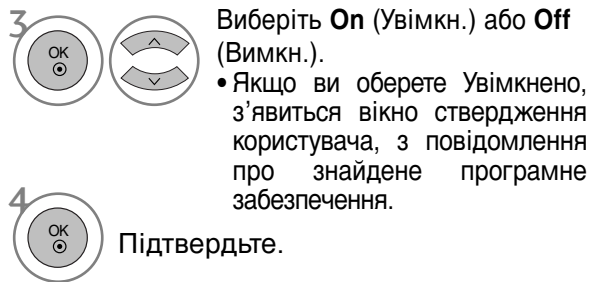 3
OK
Виберіть On (Увімкн.) або Off
(Вимкн.).
• Якщо ви оберете Увімкнено,
з’явиться вікно ствердження
користувача, з повідомлення
про знайдене програмне
забезпечення.
4
OK
Підтвердьте.